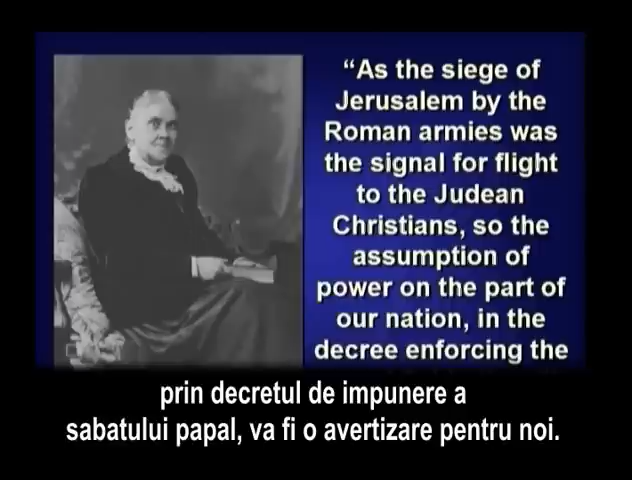 “As the siege of
Jerusalem by the
Roman armies was
the signal for flight
to the Judean
Christians, so the
assumption of
power on the part of
our nation, in the
decree enforcing the
prin decretul de impunere a
sabatului papal, va fi o avertizare pentru noi.